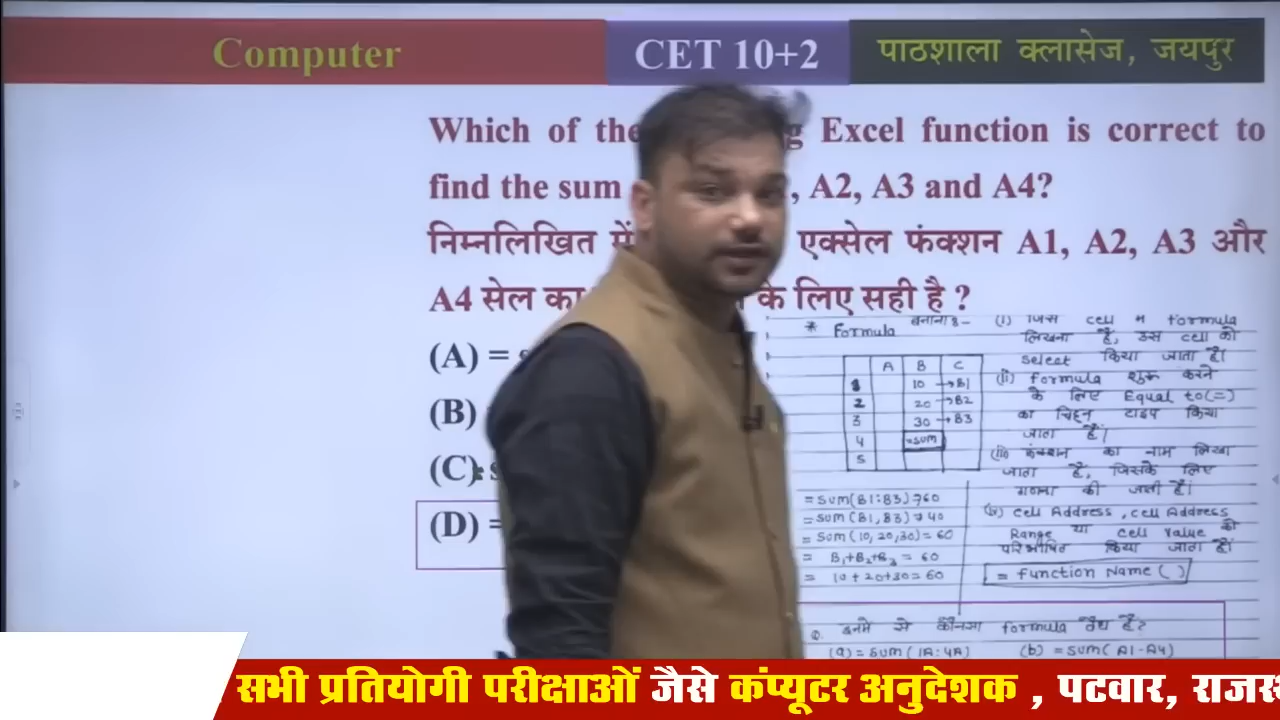 Computer
CET 10+2
पाठशाला क्लासेज, जयपुर
Which of the Excel function is correct to
find the sum , A2, A3 and A4?
निम्नलिखित में एक्सेल फंक्शन A1, A2, A3 और
A4 सेल का के लिए सही है ?
(A) =
(B)
(C)
(D) =
* Formula बनाना :-
A B C
1 10 →B1
2 20 →B2
3 30 →B3
4 =sum
5
=sum(B1:B3)→60
=sum(B1,B3)→40
=sum(10,20,30)=60
= B1+B2+B3 = 60
= 10+20+30=60
(i) जिस cell में formula
लिखना है, उस cell को
select किया जाता है।
(ii) formula शुरू करने
के लिए Equal to(=)
का चिह्न टाइप किया
जाता है।
(iii) फंक्शन का नाम लिखा
जाता है, जिसके लिए
गणना की जाती है।
(iv) cell Address, cell Address
Range या cell value को
परिभाषित किया जाता है।
= function Name ( )
Q. इनमे से कौनसा formula वैध है?
(a) =sum(1A:4A) (b) =sum(A1-A4)
सभी प्रतियोगी परीक्षाओं जैसे कंप्यूटर अनुदेशक , पटवार,